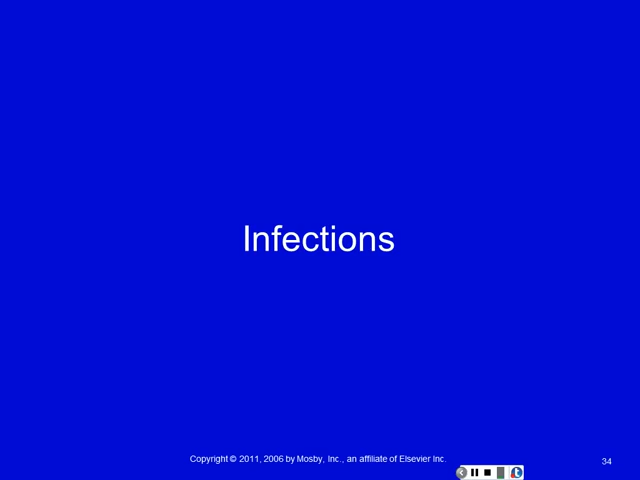 Infections
Copyright © 2011, 2006 by Mosby, Inc., an affiliate of Elsevier Inc.
34